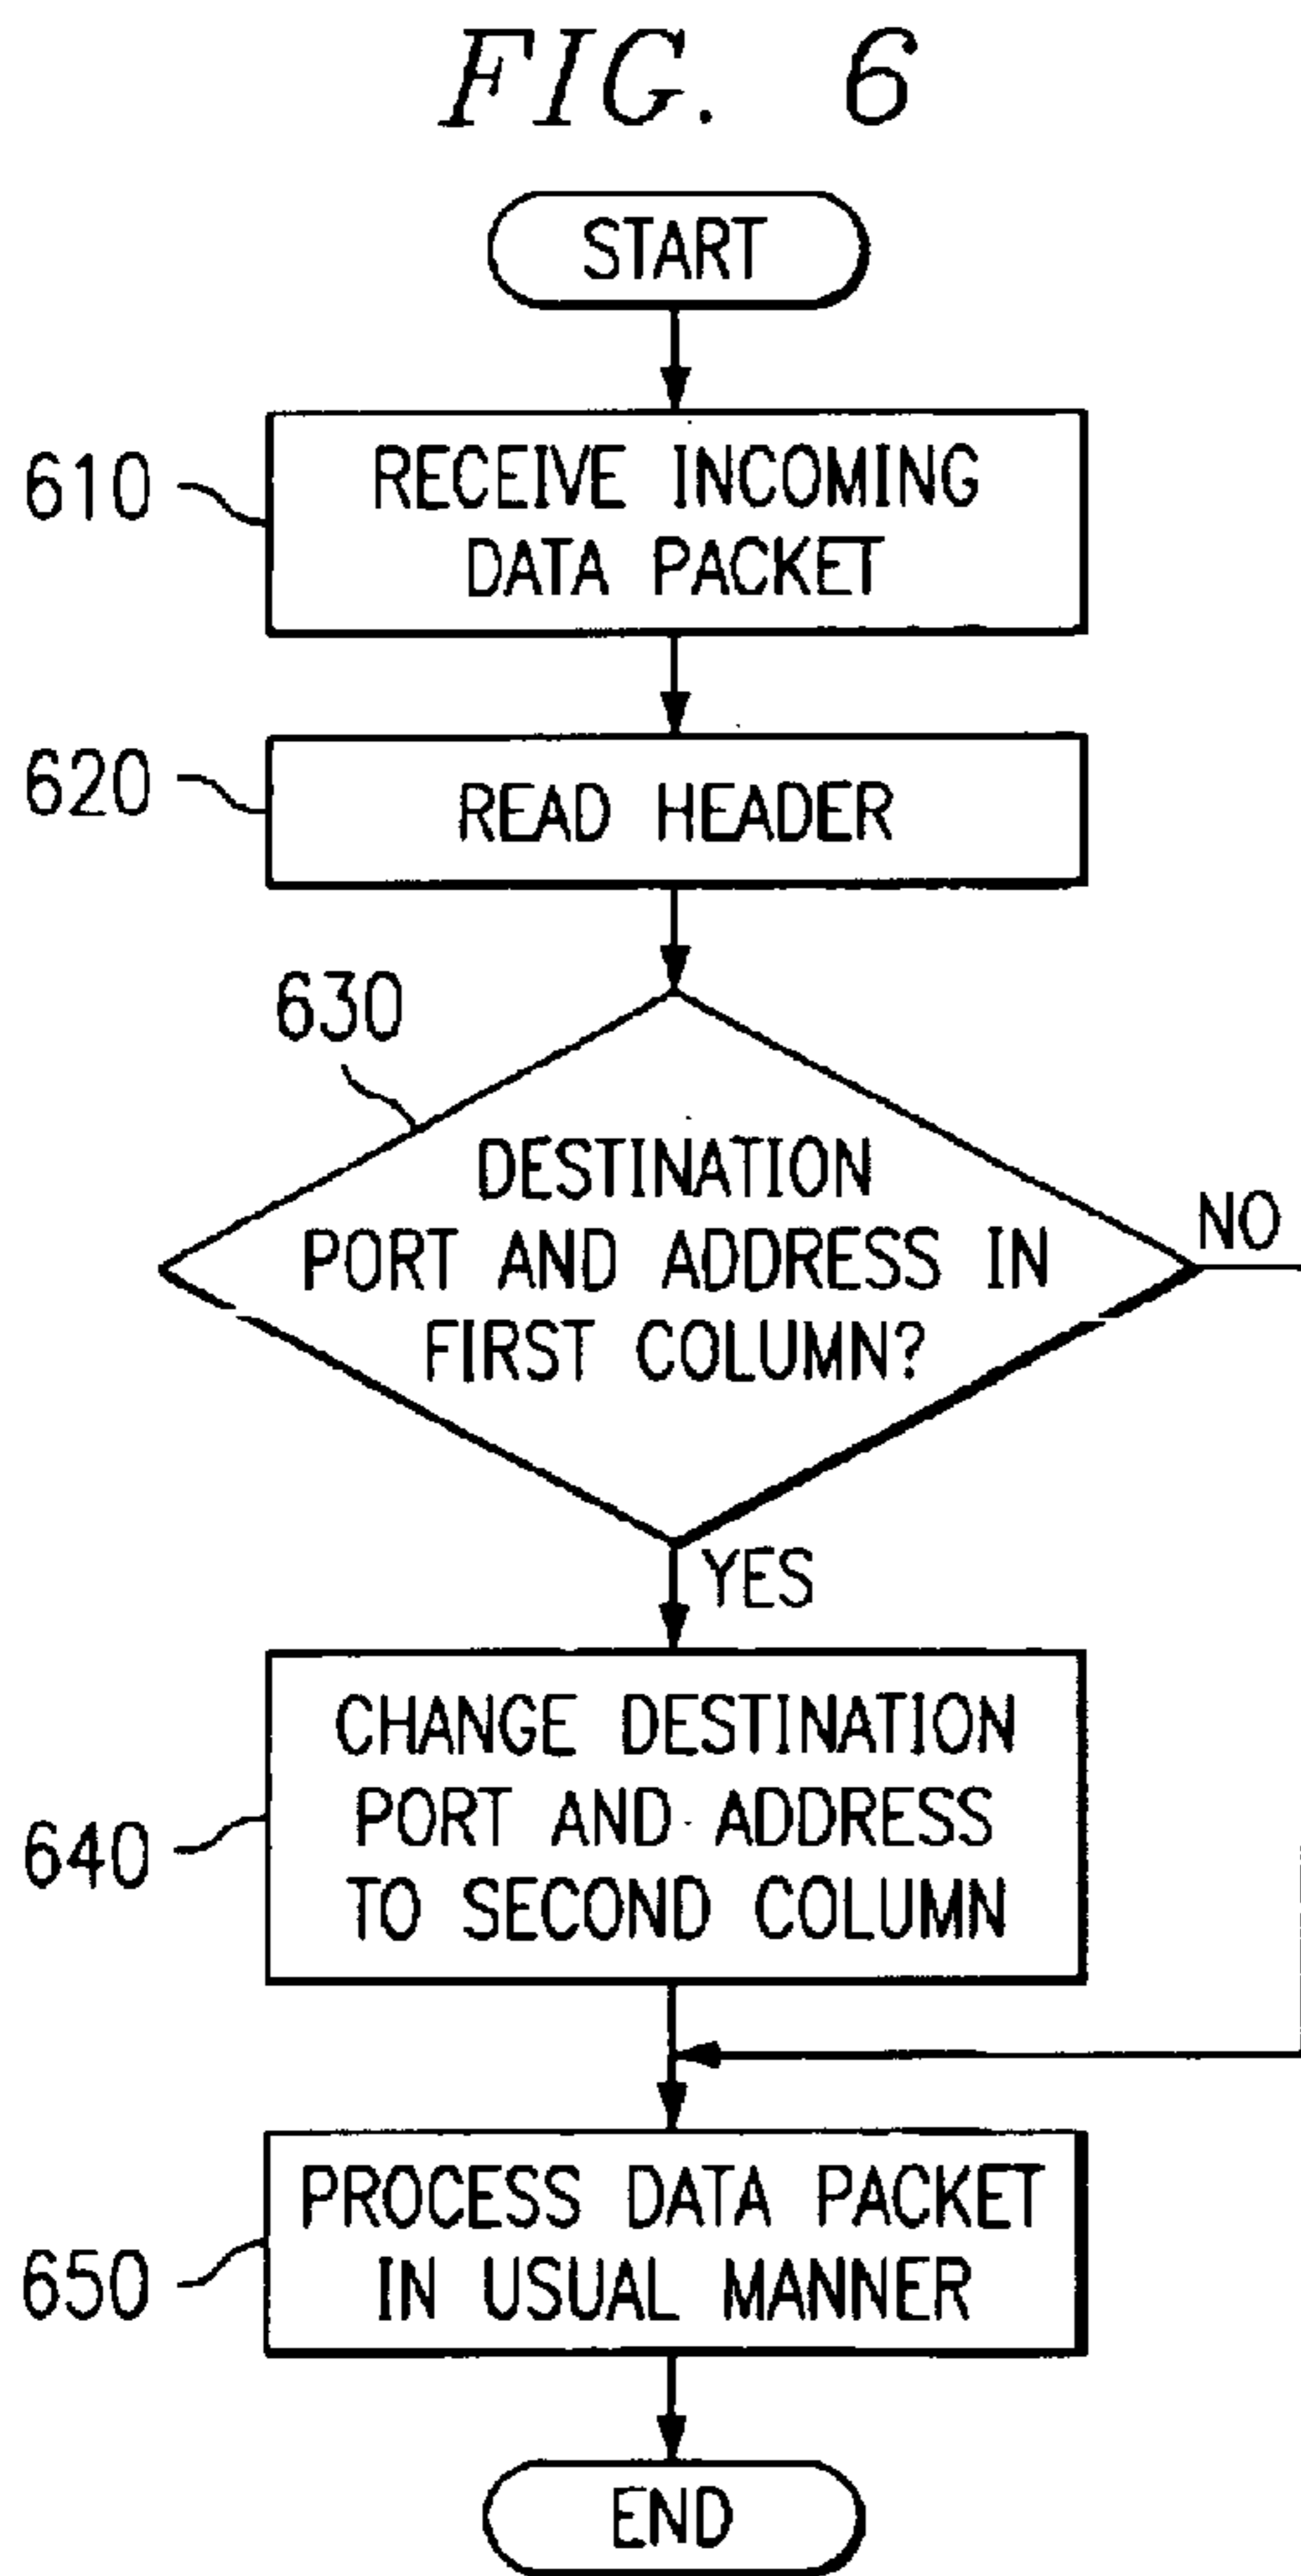 FIG. 6
START
610
RECEIVE INCOMING
DATA PACKET
620
READ HEADER
630
DESTINATION
PORT AND ADDRESS IN
FIRST COLUMN?
NO
YES
640
CHANGE DESTINATION
PORT AND ADDRESS
TO SECOND COLUMN
650
PROCESS DATA PACKET
IN USUAL MANNER
END